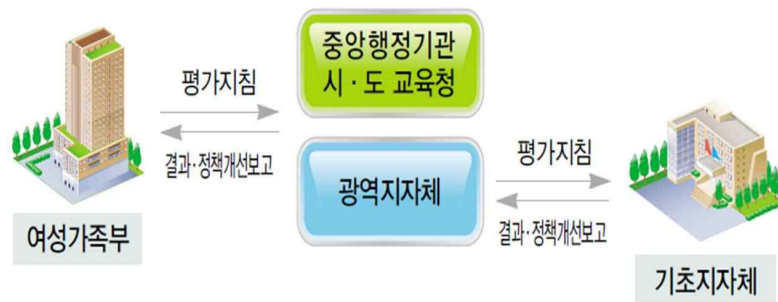 중앙행정기관
시·도 교육청
평가지침
결과·정책개선보고
광역지자체
평가지침
결과·정책개선보고
여성가족부
기초지자체